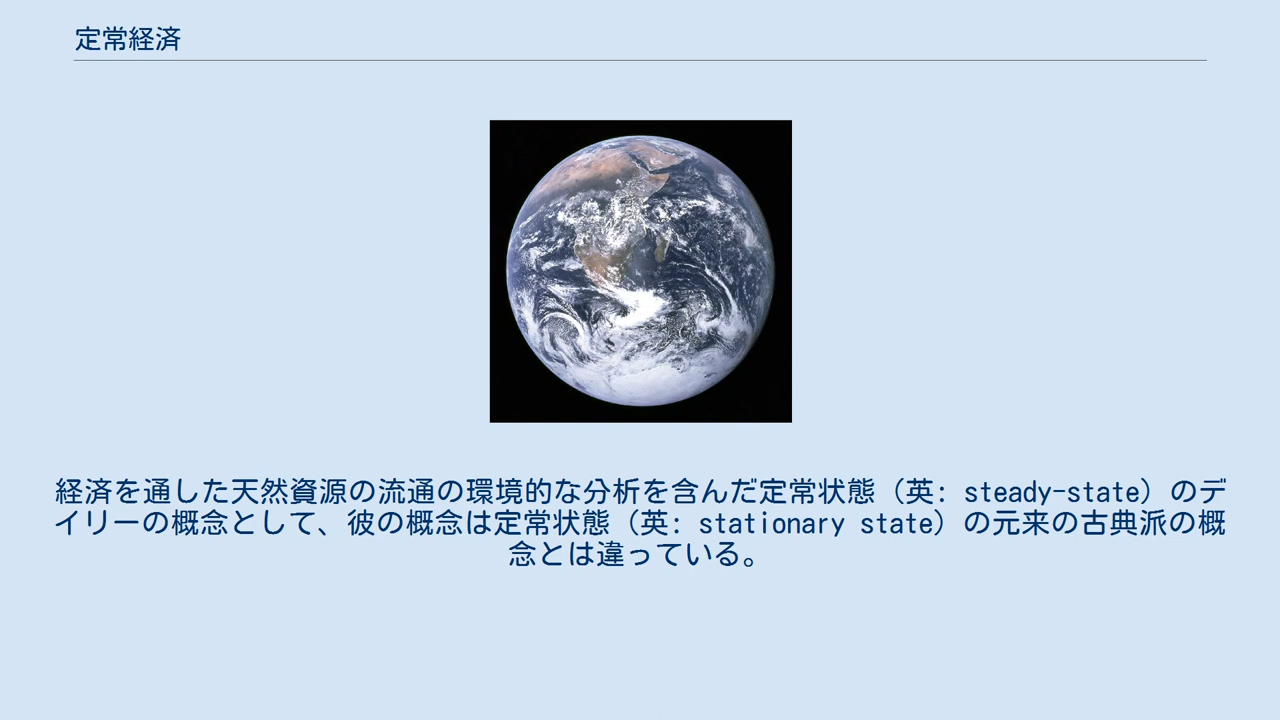 定常経済
経済を通した天然資源の流通の環境的な分析を含んだ定常状態（英: steady-state）のデ
イリーの概念として、彼の概念は定常状態（英: stationary state）の元来の古典派の概
念とは違っている。